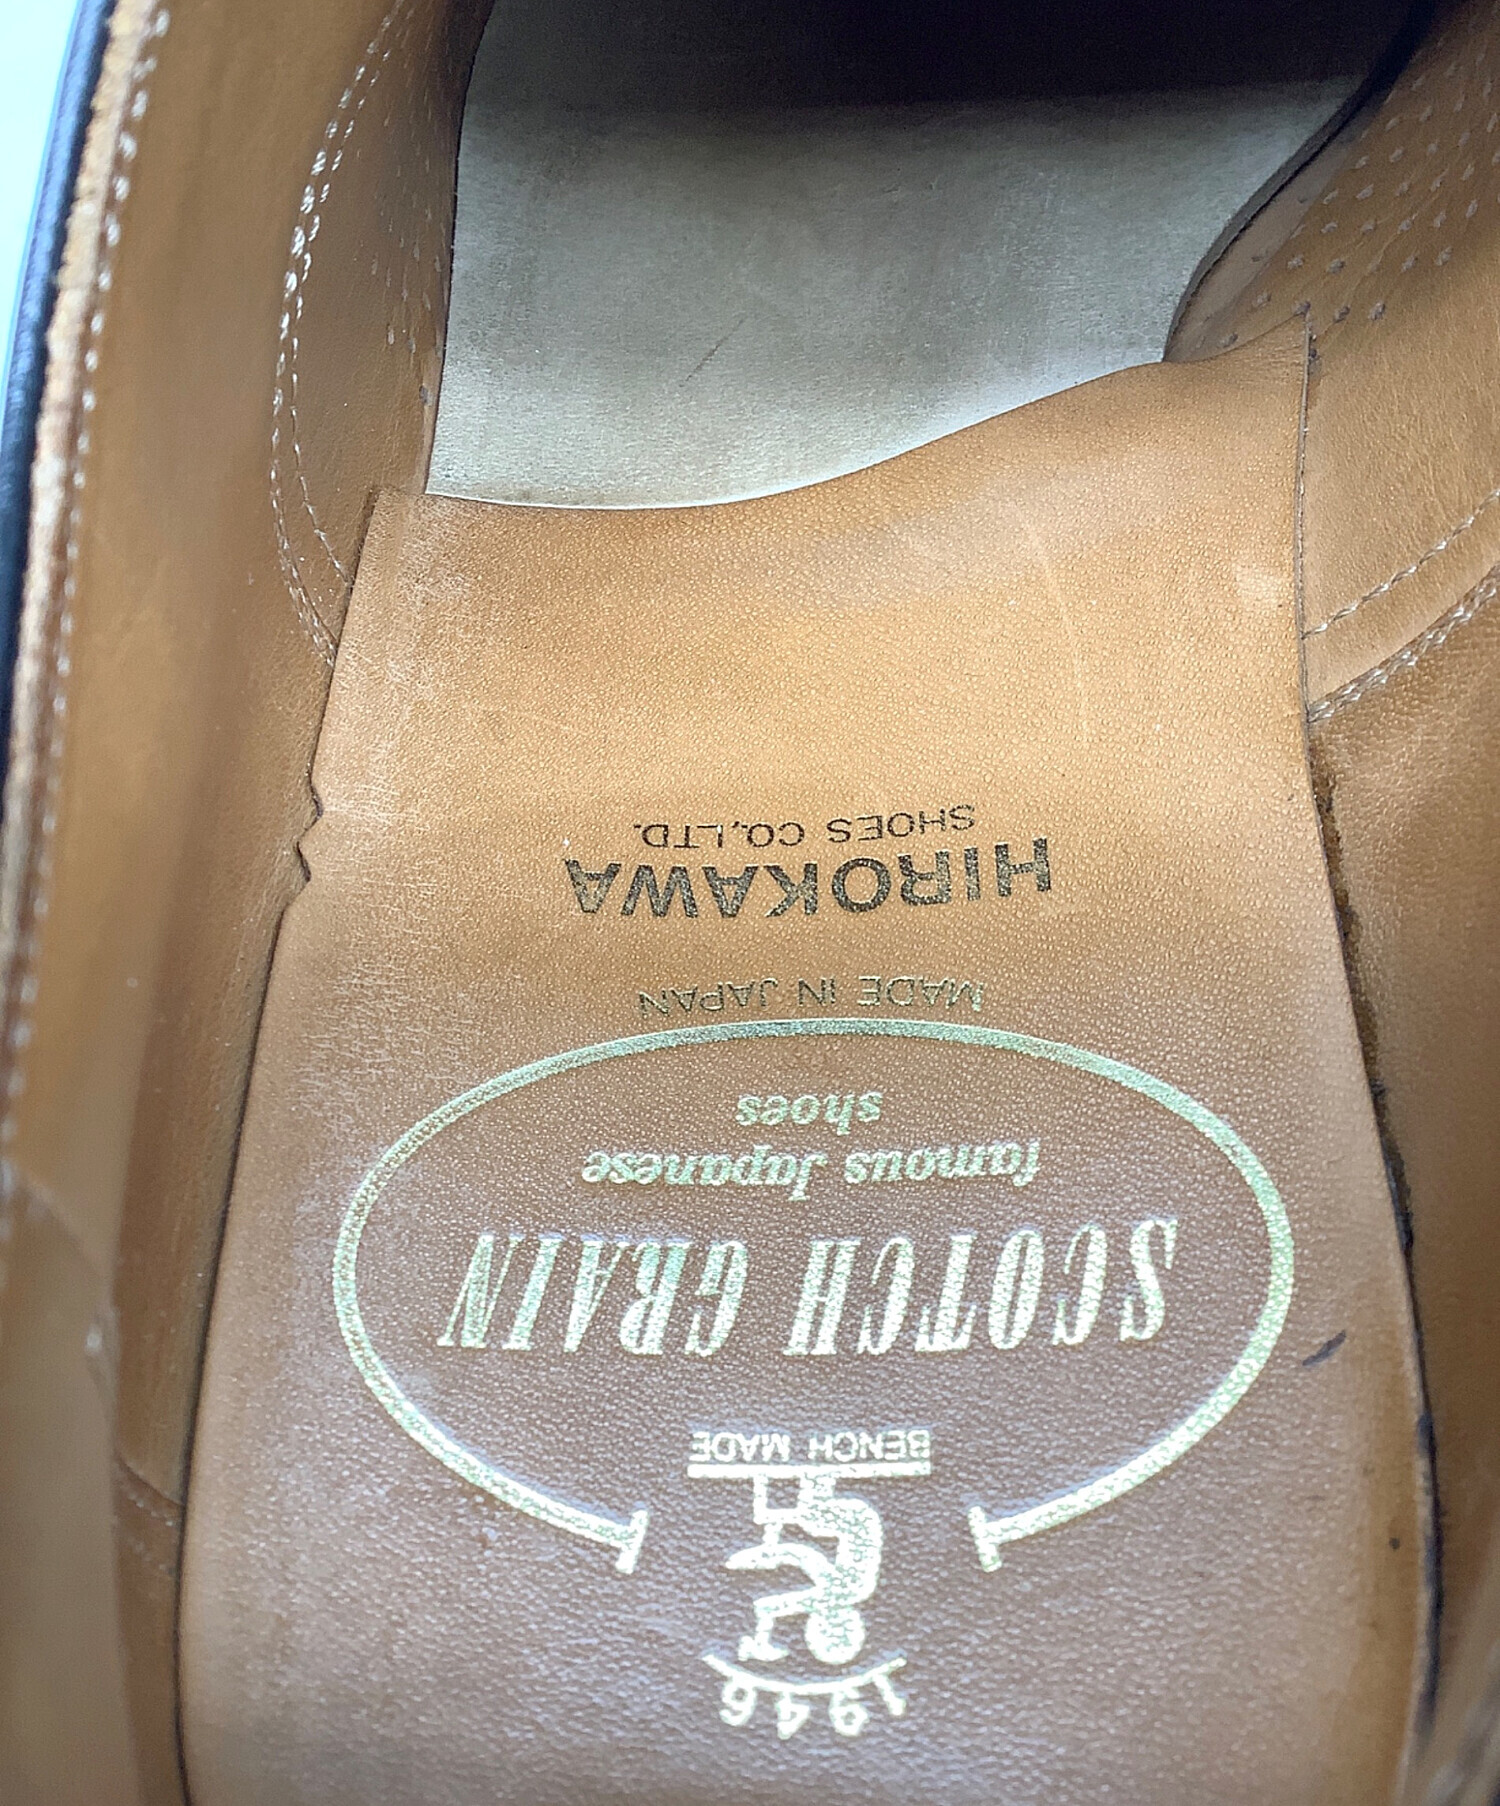 1946
BENCH MADE
SCOTCH GRAIN
famous Japanese
shoes
MADE IN JAPAN
HIROKAWA
SHOES CO.,LTD.